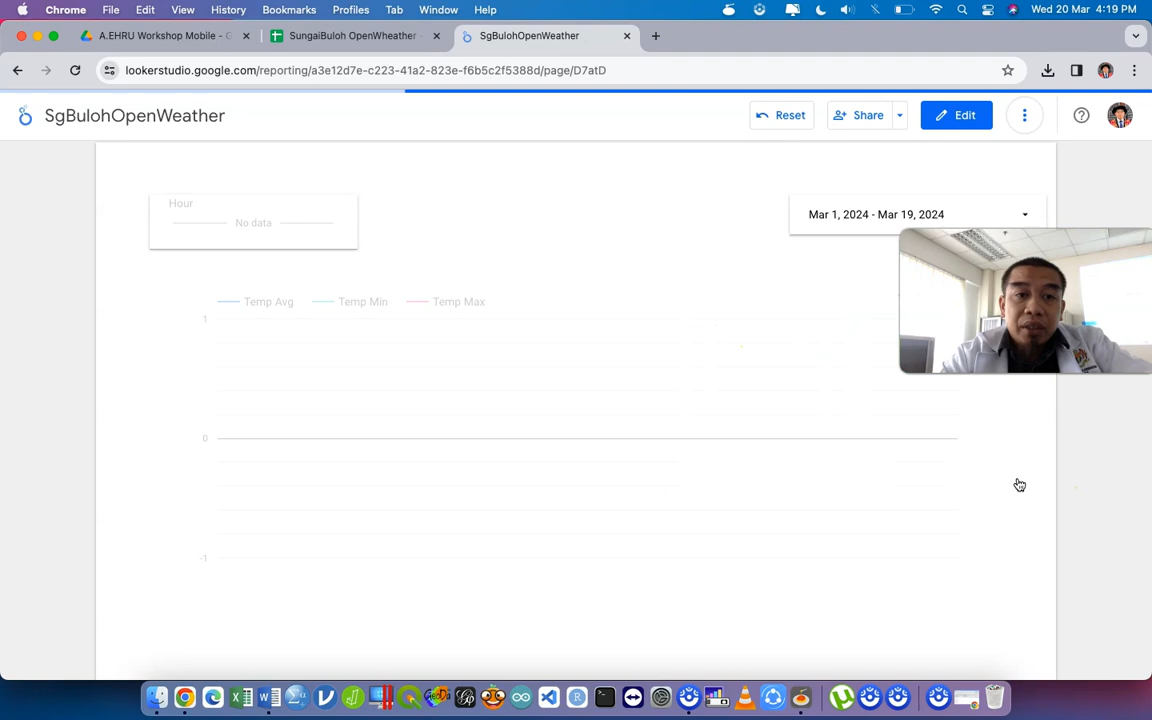 Chrome File Edit View History Bookmarks Profiles Tab Window Help Wed 20 Mar 4:19 PM
A.EHRU Workshop Mobile - G
SungaiBuloh OpenWheather -
SgBulohOpenWeather
lookerstudio.google.com/reporting/a3e12d7e-c223-41a2-823e-f6b5c2f5388d/page/D7atD
SgBulohOpenWeather
Reset
Share
Edit
Hour
No data
Mar 1, 2024 - Mar 19, 2024
Temp Avg Temp Min Temp Max
1
0
-1